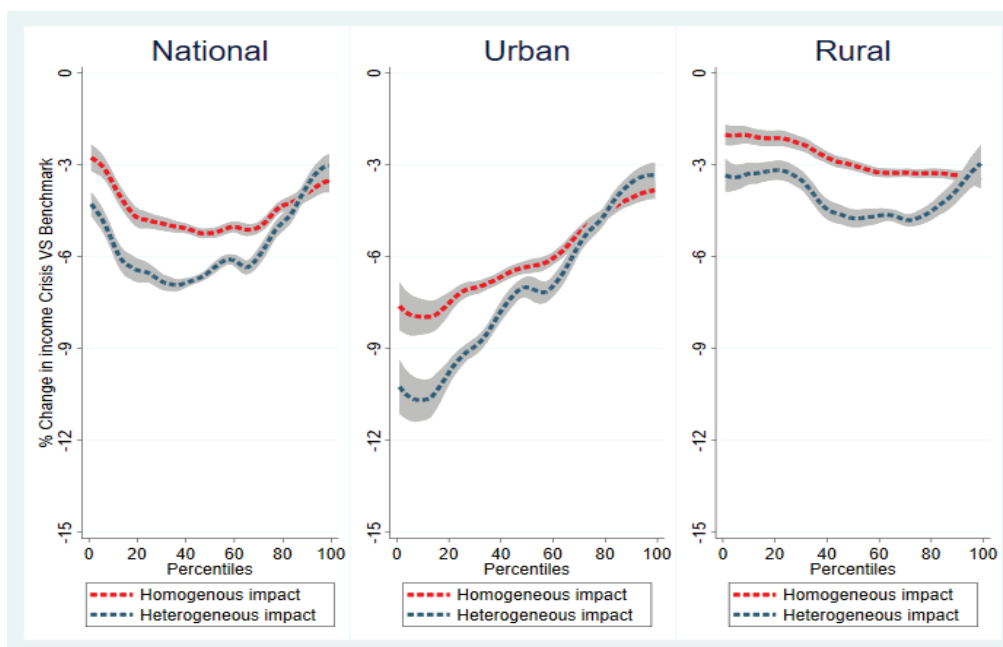 National
Urban
Rural
% Change in income Crisis VS Benchmark
0
-3
-6
-9
-12
-15
0 20 40 60 80 100
Percentiles
Homogenous impact
Heterogeneous impact
0
-3
-6
-9
-12
-15
0 20 40 60 80 100
Percentiles
Homogenous impact
Heterogeneous impact
0
-3
-6
-9
-12
-15
0 20 40 60 80 100
Percentiles
Homogenous impact
Heterogeneous impact